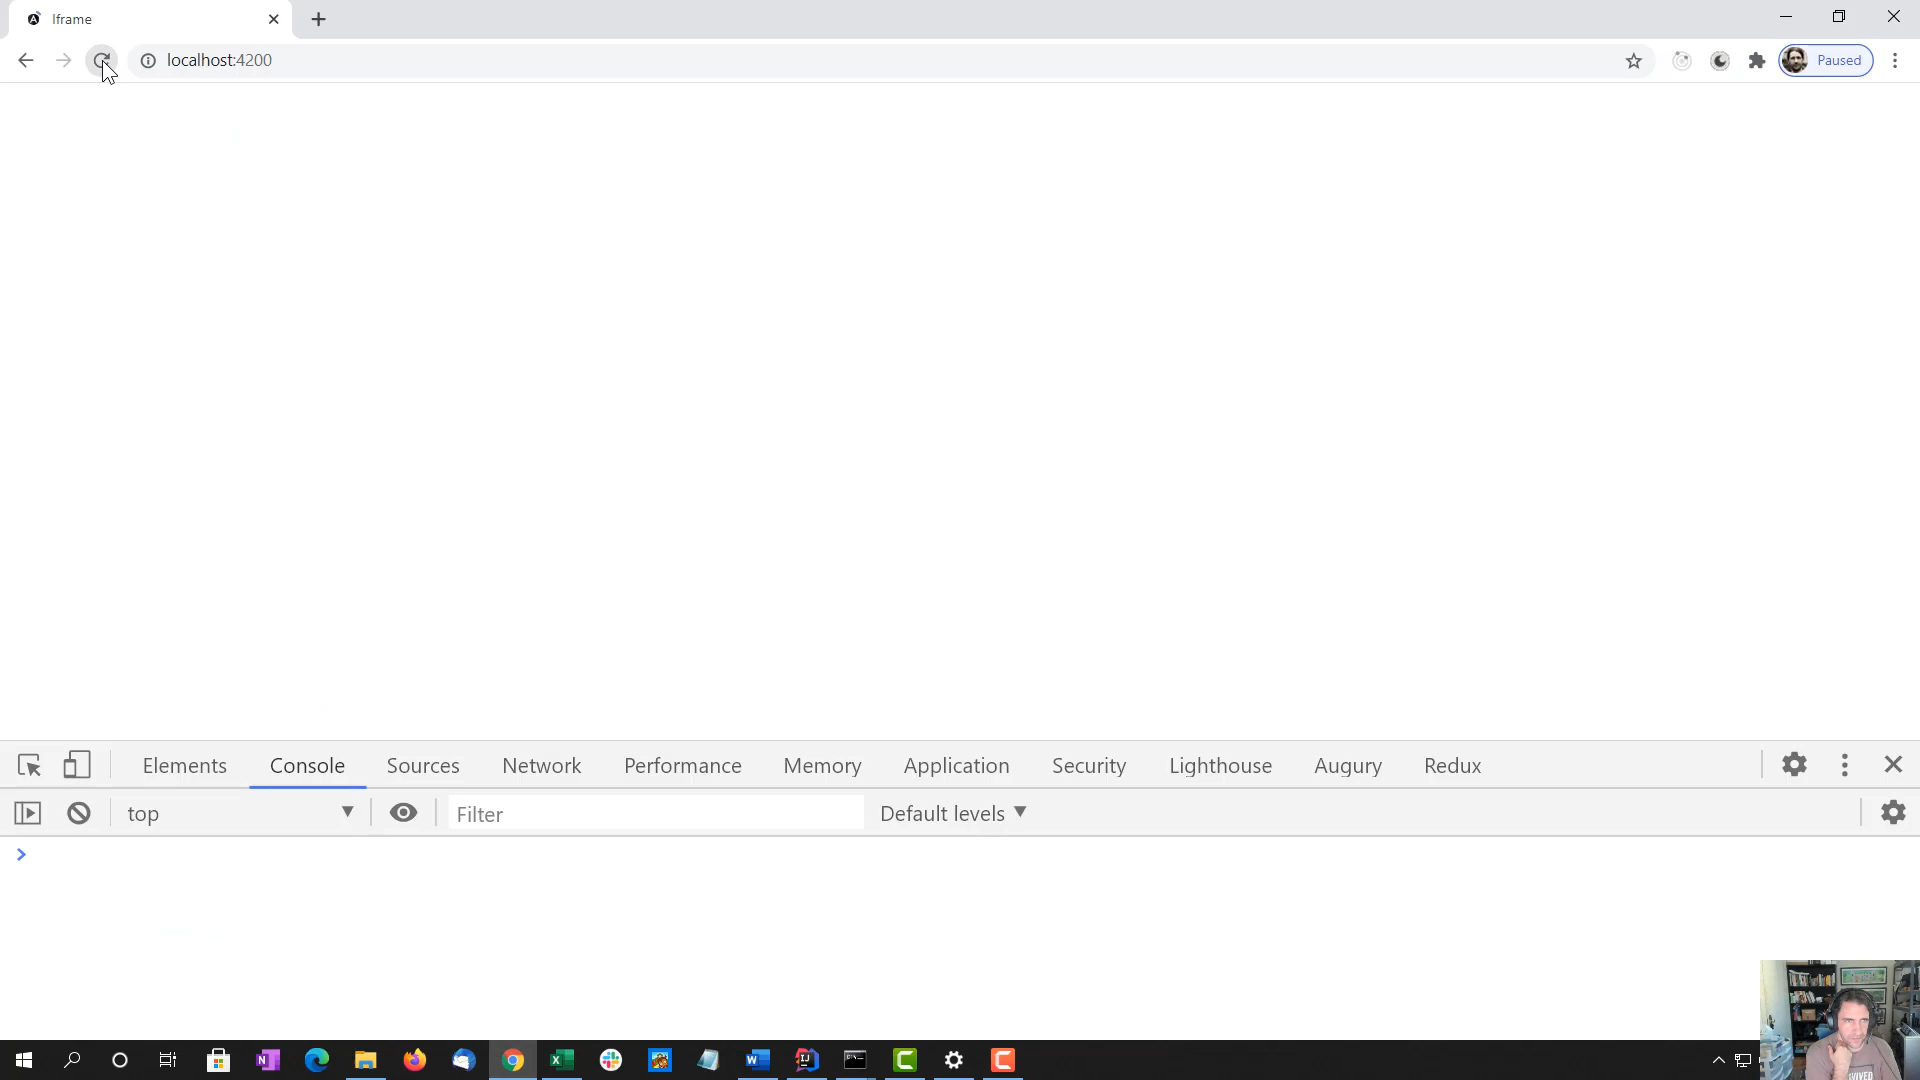 Iframe
localhost:4200
Paused
Elements Console Sources Network Performance Memory Application Security Lighthouse Augury Redux
top Filter Default levels